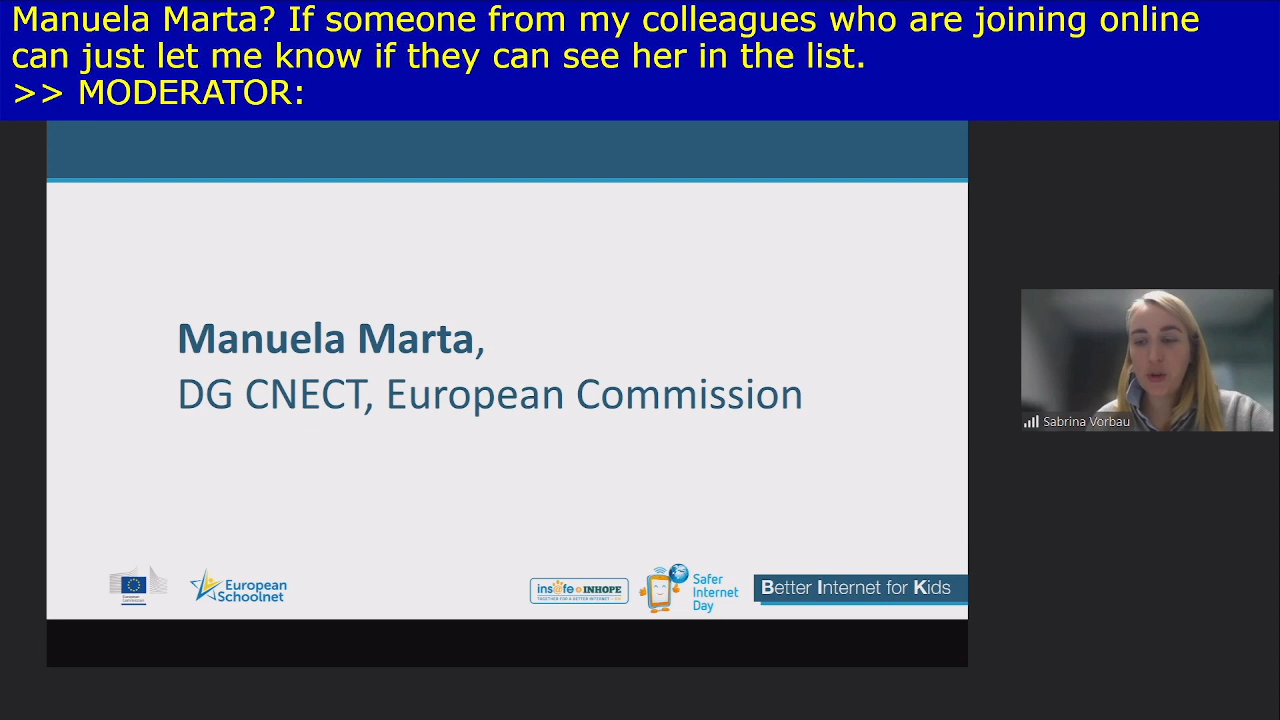 Manuela Marta? If someone from my colleagues who are joining online
can just let me know if they can see her in the list.
>> MODERATOR:
Manuela Marta,
DG CNECT, European Commission
Sabrina Vorbau
European
Schoolnet
ins@fe INHOPE
Safer
Internet
Day
Better Internet for Kids